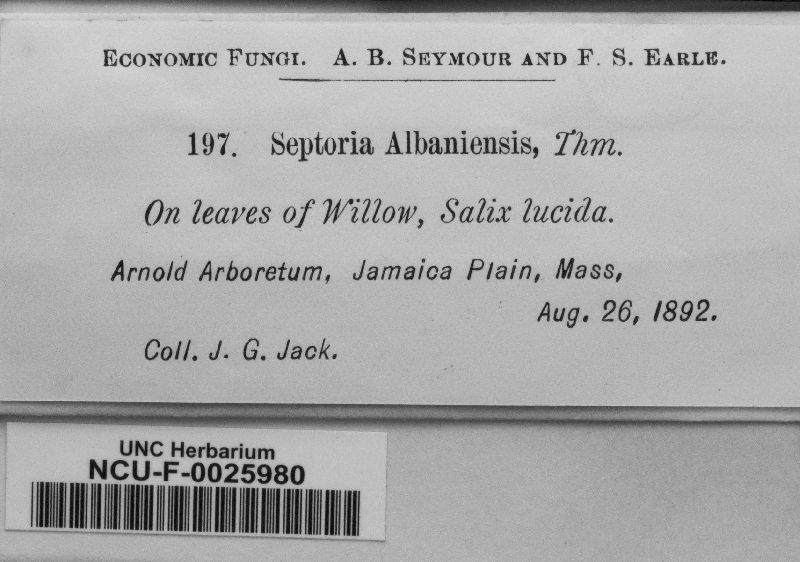 Economic Fungi. A. B. Seymour and F. S. Earle.
197. Septoria Albaniensis, Thm.
On leaves of Willow, Salix lucida.
Arnold Arboretum, Jamaica Plain, Mass,
Aug. 26, 1892.
Coll. J. G. Jack.
UNC Herbarium
NCU-F-0025980